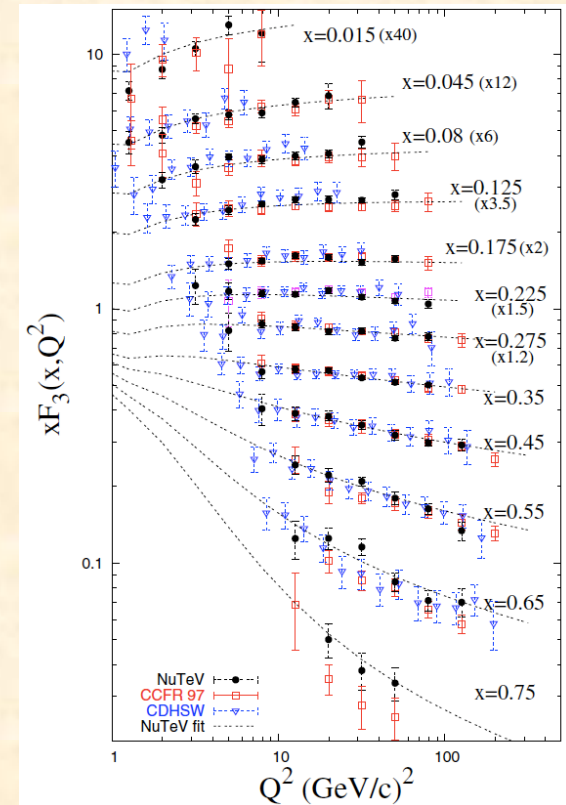 10
1
0.1
xF₃(x,Q²)
x=0.015 (x40)
x=0.045 (x12)
x=0.08 (x6)
x=0.125
(x3.5)
x=0.175 (x2)
x=0.225
(x1.5)
x=0.275
(x1.2)
x=0.35
x=0.45
x=0.55
x=0.65
x=0.75
NuTeV
CCFR 97
CDHSW
NuTeV fit
1 10 100
Q² (GeV/c)²